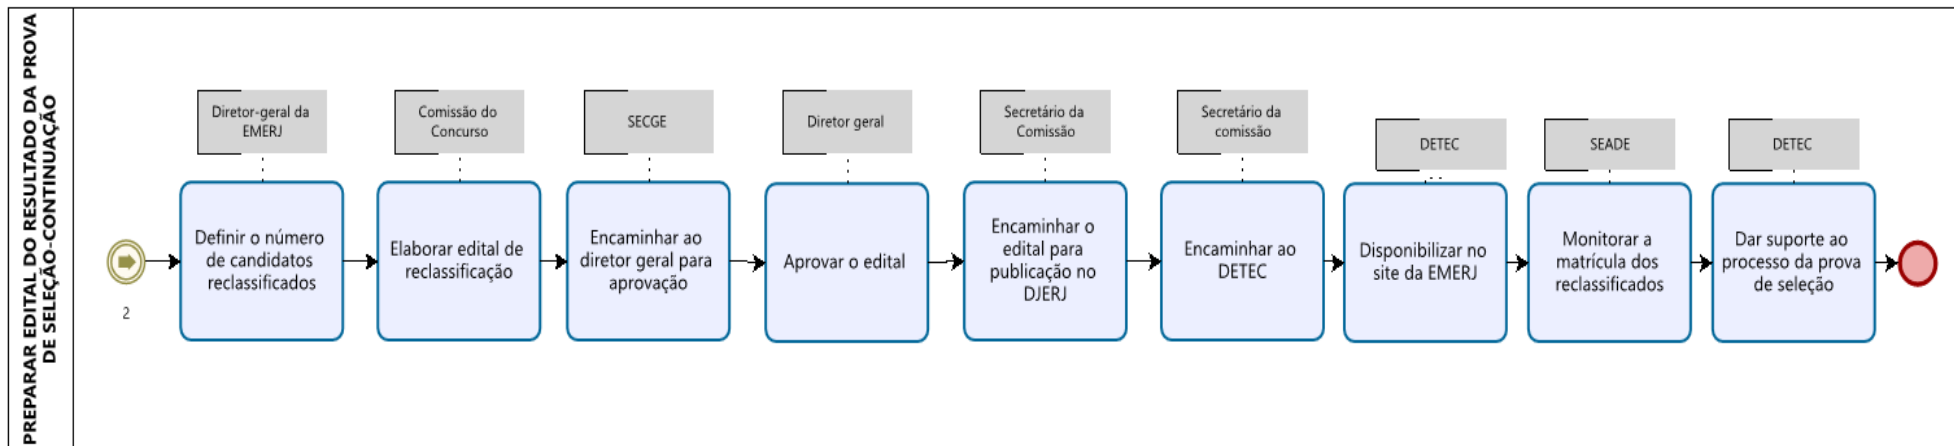 PREPARAR EDITAL DO RESULTADO DA PROVA
DE SELEÇÃO-CONTINUAÇÃO
2
Diretor-geral da
EMERJ
Definir o número
de candidatos
reclassificados
Comissão do
Concurso
Elaborar edital de
reclassificação
SECGE
Encaminhar ao
diretor geral para
aprovação
Diretor geral
Aprovar o edital
Secretário da
Comissão
Encaminhar o
edital para
publicação no
DJERJ
Secretário da
comissão
Encaminhar ao
DETEC
DETEC
Disponibilizar no
site da EMERJ
SEADE
Monitorar a
matrícula dos
reclassificados
DETEC
Dar suporte ao
processo da prova
de seleção